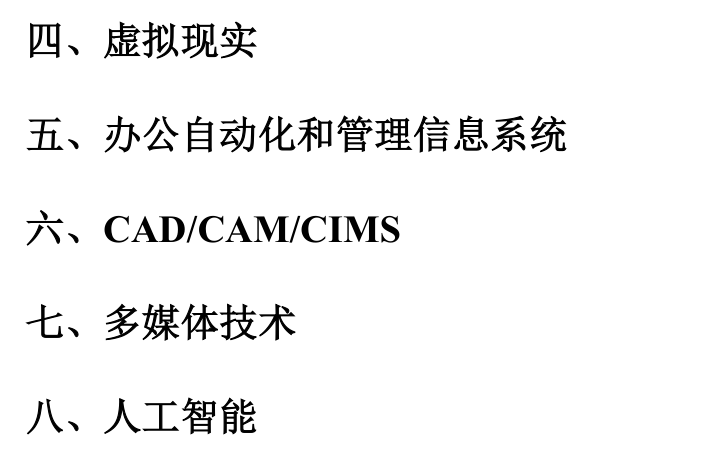 四、虚拟现实
五、办公自动化和管理信息系统
六、CAD/CAM/CIMS
七、多媒体技术
八、人工智能